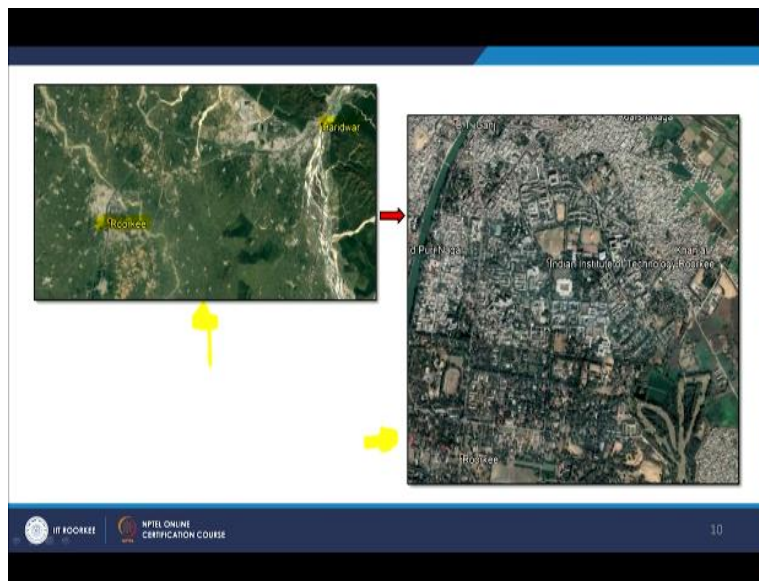 Haridwar
Roorkee
Indian Institute of Technology Roorkee
Roorkee
IIT ROORKEE
NPTEL ONLINE
CERTIFICATION COURSE
10